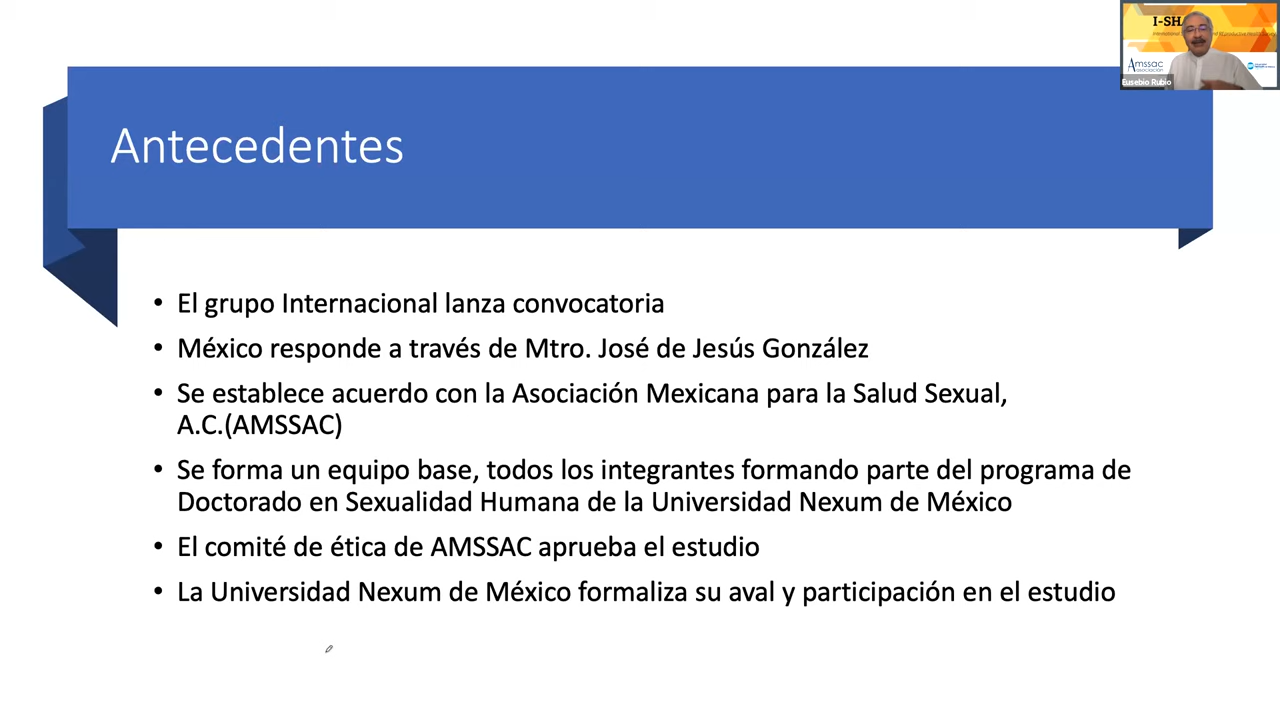 I-SH
Amssac
asociación
Eusebio Rubio
Antecedentes
• El grupo Internacional lanza convocatoria
• México responde a través de Mtro. José de Jesús González
• Se establece acuerdo con la Asociación Mexicana para la Salud Sexual,
A.C.(AMSSAC)
• Se forma un equipo base, todos los integrantes formando parte del programa de
Doctorado en Sexualidad Humana de la Universidad Nexum de México
• El comité de ética de AMSSAC aprueba el estudio
• La Universidad Nexum de México formaliza su aval y participación en el estudio